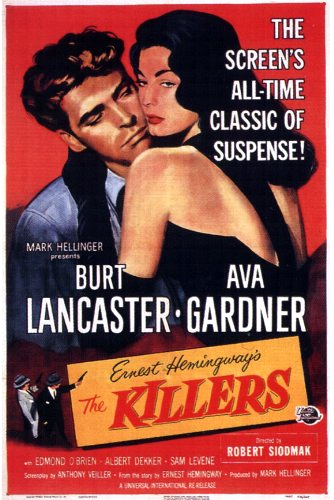 THE
SCREEN'S
ALL-TIME
CLASSIC OF
SUSPENSE!
MARK HELLINGER
presents
BURT AVA
LANCASTER · GARDNER
Ernest Hemingway's
The KILLERS
Directed by
ROBERT SIODMAK
with EDMOND O'BRIEN · ALBERT DEKKER · SAM LEVENE
Screenplay by ANTHONY VEILLER · From the story by ERNEST HEMINGWAY · Produced by MARK HELLINGER
A UNIVERSAL INTERNATIONAL RE-RELEASE